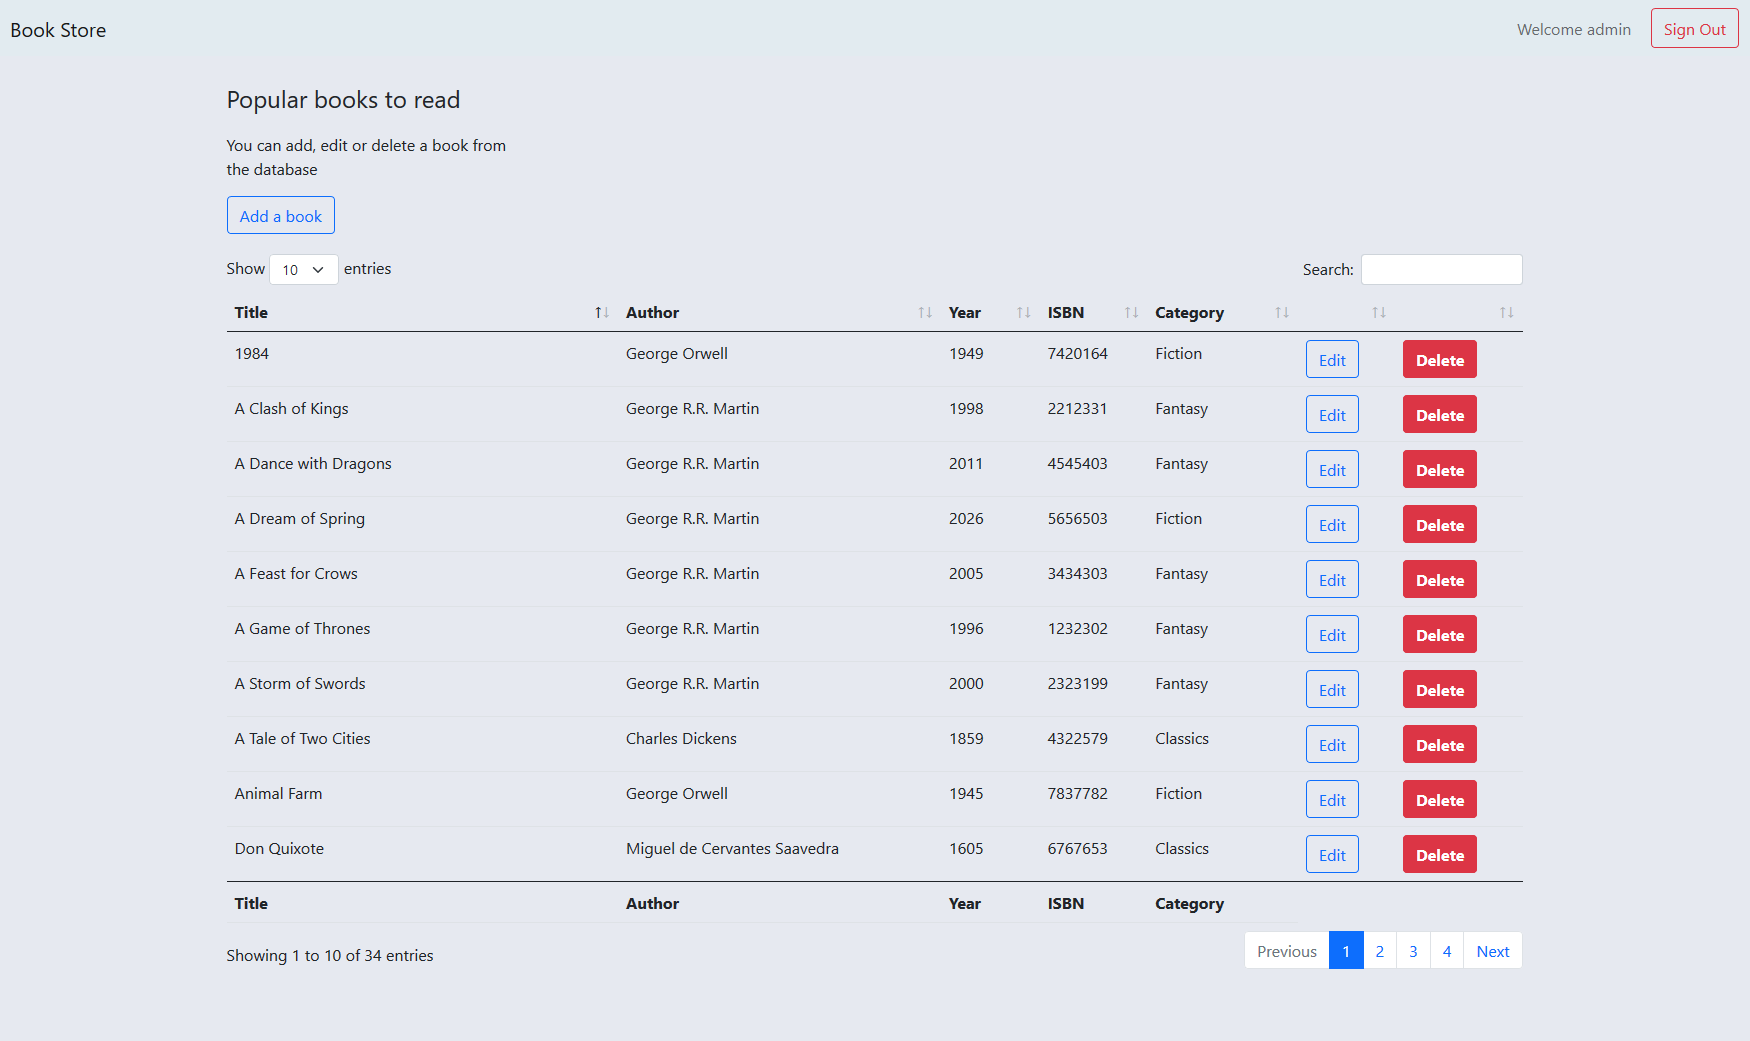 Book Store Welcome admin Sign Out
Popular books to read
You can add, edit or delete a book from
the database
Add a book
Show 10 entries Search:
Title Author Year ISBN Category
1984 George Orwell 1949 7420164 Fiction Edit Delete
A Clash of Kings George R.R. Martin 1998 2212331 Fantasy Edit Delete
A Dance with Dragons George R.R. Martin 2011 4545403 Fantasy Edit Delete
A Dream of Spring George R.R. Martin 2026 5656503 Fiction Edit Delete
A Feast for Crows George R.R. Martin 2005 3434303 Fantasy Edit Delete
A Game of Thrones George R.R. Martin 1996 1232302 Fantasy Edit Delete
A Storm of Swords George R.R. Martin 2000 2323199 Fantasy Edit Delete
A Tale of Two Cities Charles Dickens 1859 4322579 Classics Edit Delete
Animal Farm George Orwell 1945 7837782 Fiction Edit Delete
Don Quixote Miguel de Cervantes Saavedra 1605 6767653 Classics Edit Delete
Title Author Year ISBN Category
Showing 1 to 10 of 34 entries Previous 1 2 3 4 Next